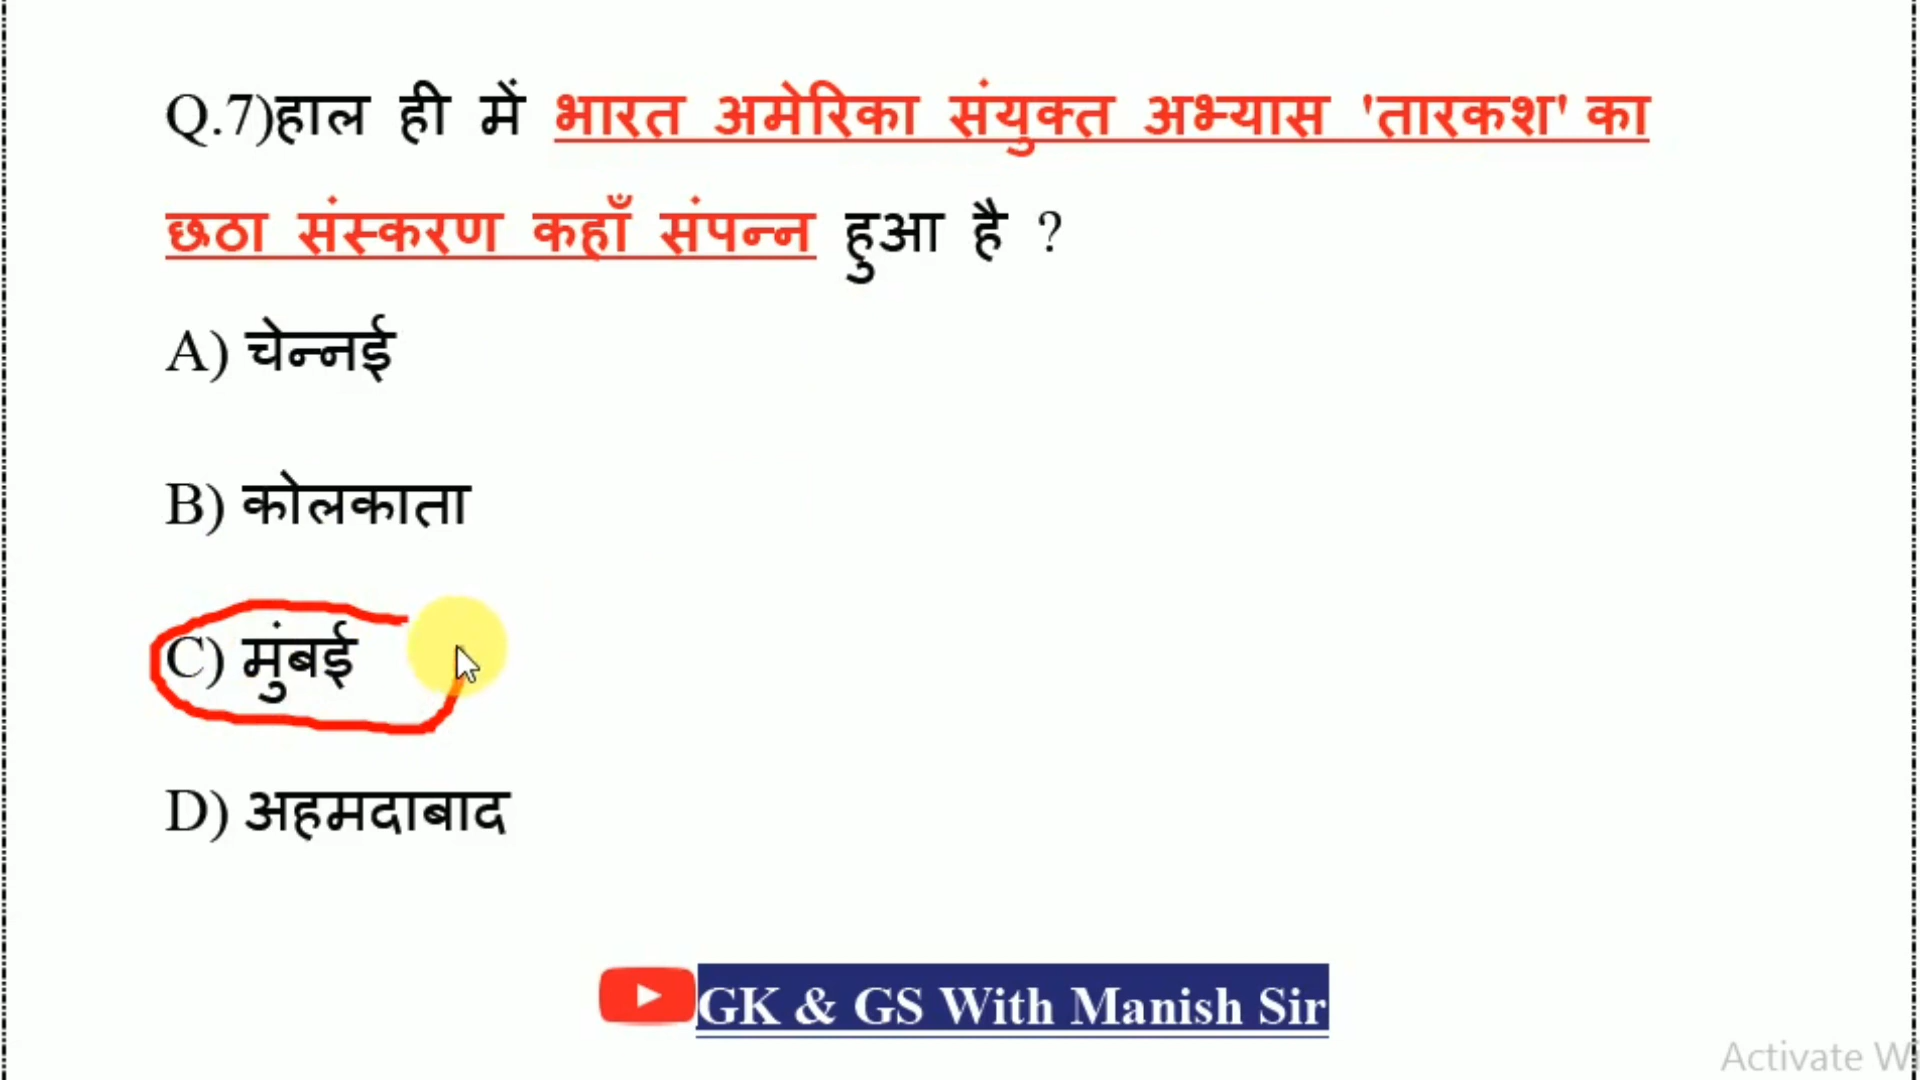 Q.7)हाल ही में भारत अमेरिका संयुक्त अभ्यास 'तारकश' का
छठा संस्करण कहाँ संपन्न हुआ है ?
A) चेन्नई
B) कोलकाता
C) मुंबई
D) अहमदाबाद
GK & GS With Manish Sir
Activate